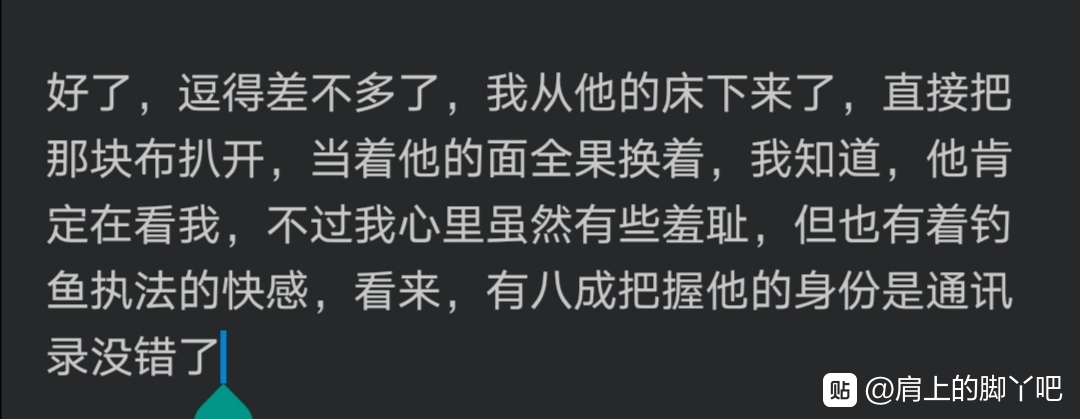 好了，逗得差不多了，我从他的床下来了，直接把
那块布扒开，当着他的面全果换着，我知道，他肯
定在看我，不过我心里虽然有些羞耻，但也有着钓
鱼执法的快感，看来，有八成把握他的身份是通讯
录没错了
贴 @肩上的脚丫吧